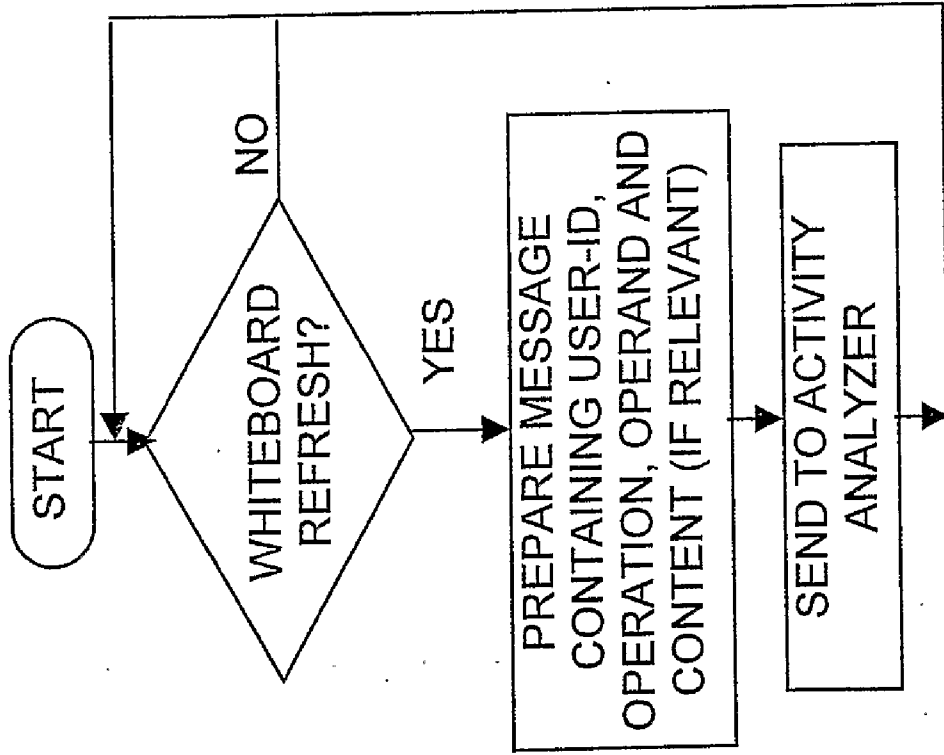 START
WHITEBOARD
REFRESH?
NO
YES
PREPARE MESSAGE
CONTAINING USER-ID,
OPERATION, OPERAND AND
CONTENT (IF RELEVANT)
SEND TO ACTIVITY
ANALYZER